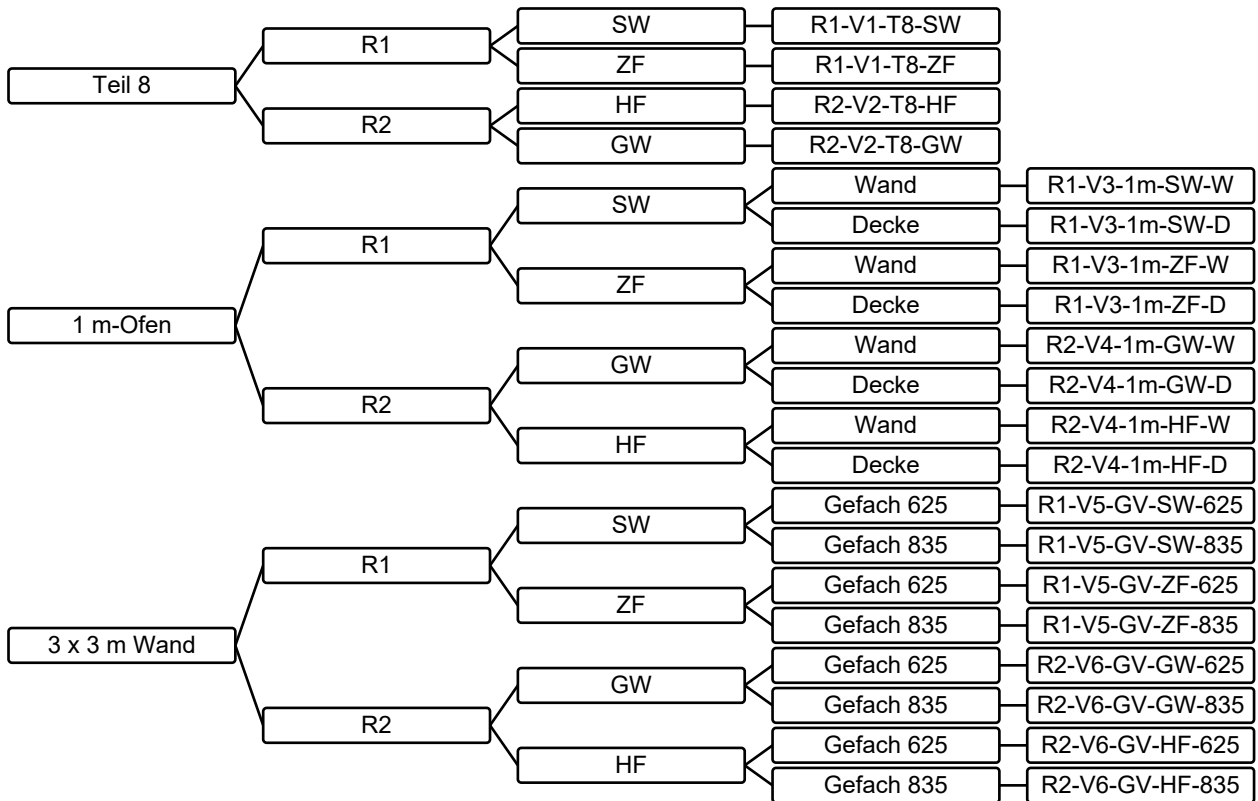 Teil 8
R1
SW
R1-V1-T8-SW
ZF
R1-V1-T8-ZF
R2
HF
R2-V2-T8-HF
GW
R2-V2-T8-GW
1 m-Ofen
R1
SW
Wand
R1-V3-1m-SW-W
Decke
R1-V3-1m-SW-D
ZF
Wand
R1-V3-1m-ZF-W
Decke
R1-V3-1m-ZF-D
R2
GW
Wand
R2-V4-1m-GW-W
Decke
R2-V4-1m-GW-D
HF
Wand
R2-V4-1m-HF-W
Decke
R2-V4-1m-HF-D
3 x 3 m Wand
R1
SW
Gefach 625
R1-V5-GV-SW-625
Gefach 835
R1-V5-GV-SW-835
ZF
Gefach 625
R1-V5-GV-ZF-625
Gefach 835
R1-V5-GV-ZF-835
R2
GW
Gefach 625
R2-V6-GV-GW-625
Gefach 835
R2-V6-GV-GW-835
HF
Gefach 625
R2-V6-GV-HF-625
Gefach 835
R2-V6-GV-HF-835